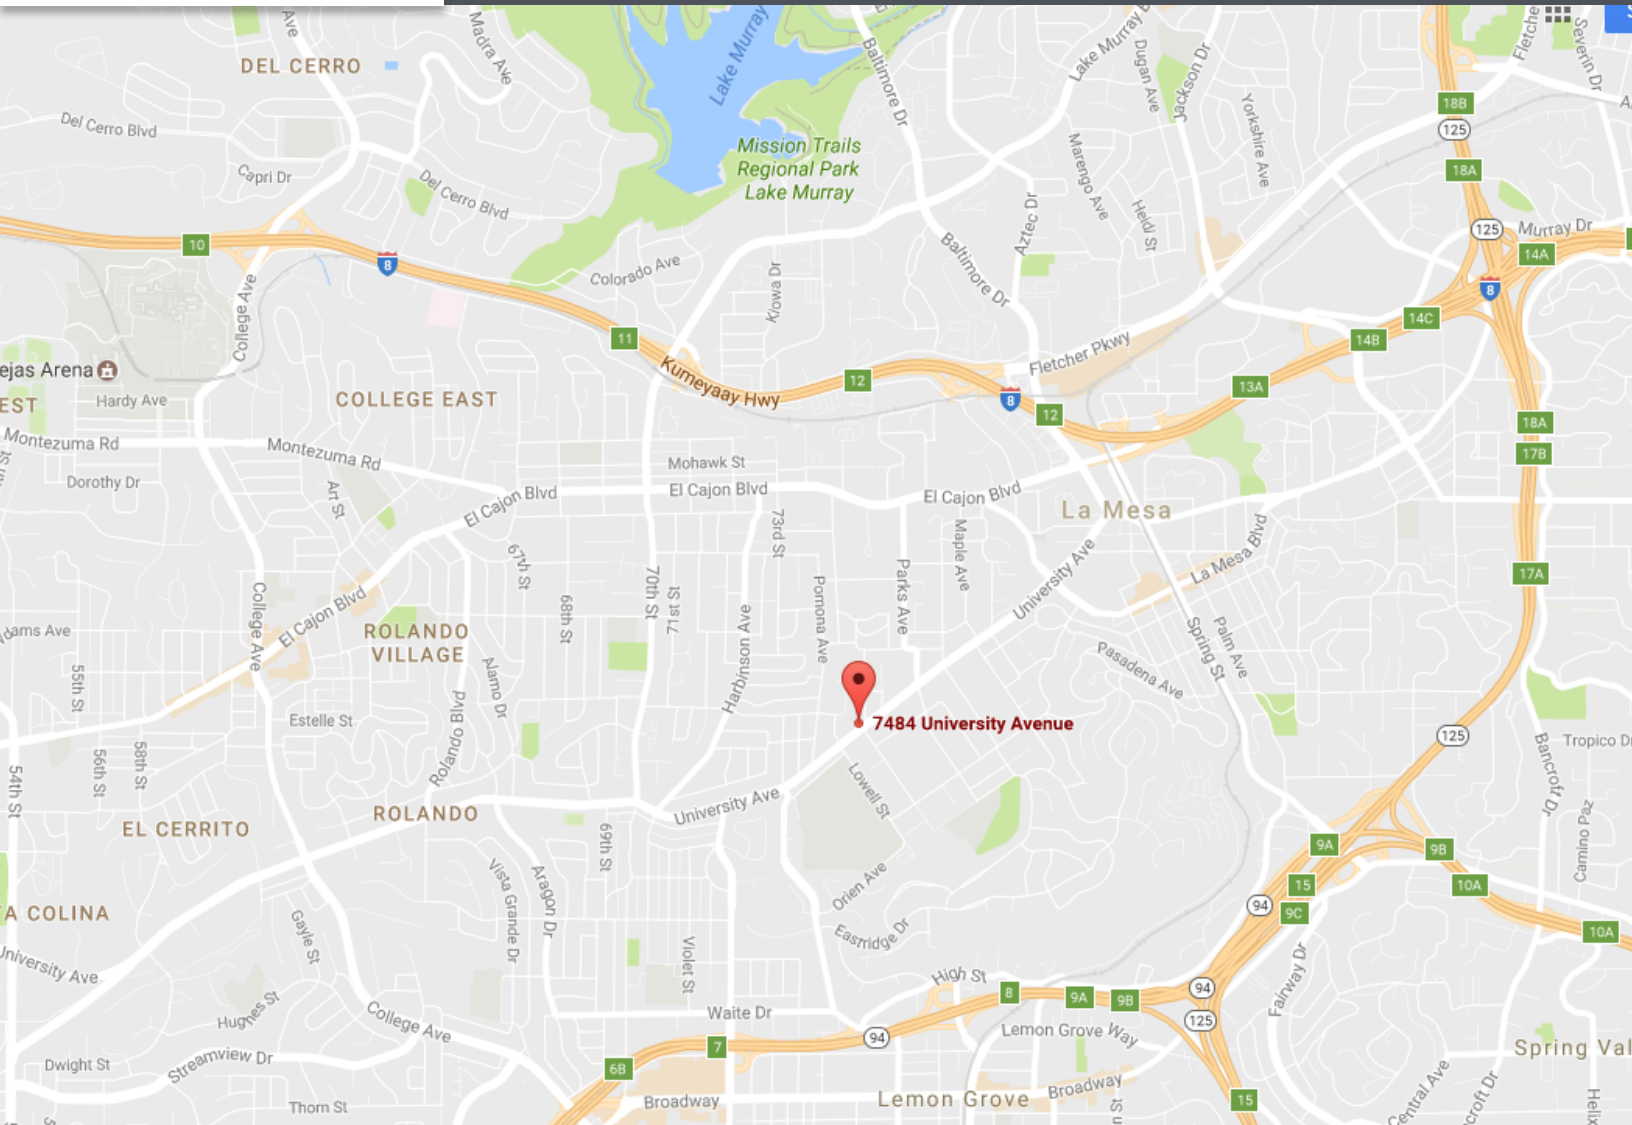 Ave
Madra Ave
Lake Murray
Baltimore Dr
Lake Murray B
Dugan Ave
Jackson Dr
Fletche
Severin Dr
DEL CERRO
18B
125
Del Cerro Blvd
Yorkshire Ave
Mission Trails
Regional Park
Lake Murray
Marengo Ave
18A
Capri Dr
Del Cerro Blvd
Aztec Dr
Heidi St
125
Murray Dr
10
8
Colorado Ave
Kiowa Dr
Baltimore Dr
14A
8
College Ave
11
14C
14B
Fletcher Pkwy
ejas Arena
Kumeyaay Hwy
12
8
13A
EST
Hardy Ave
COLLEGE EAST
12
18A
Montezuma Rd
Montezuma Rd
17B
Mohawk St
Dorothy Dr
Art St
El Cajon Blvd
El Cajon Blvd
El Cajon Blvd
La Mesa
73rd St
Maple Ave
La Mesa Blvd
67th St
University Ave
17A
College Ave
El Cajon Blvd
68th St
70th St
71st St
Harbinson Ave
Pomona Ave
Parks Ave
dams Ave
ROLANDO
VILLAGE
Spring St
Palm Ave
Pasadena Ave
55th St
Alamo Dr
Rolando Blvd
Estelle St
7484 University Avenue
125
Bancroft Dr
Tropico Dr
54th St
56th St
58th St
Lowell St
University Ave
ROLANDO
EL CERRITO
69th St
9A
9B
Camino Paz
Vista Grande Dr
Aragon Dr
Orien Ave
15
10A
94
9C
A COLINA
10A
Gayle St
Eastridge Dr
University Ave
Violet St
High St
Fairway Dr
8
9A
9B
94
Waite Dr
125
College Ave
94
Lemon Grove Way
7
Spring Val
Streamview Dr
Dwight St
6B
Broadway
Central Ave
croft Dr
Thorn St
Broadway
Lemon Grove
15
Helix